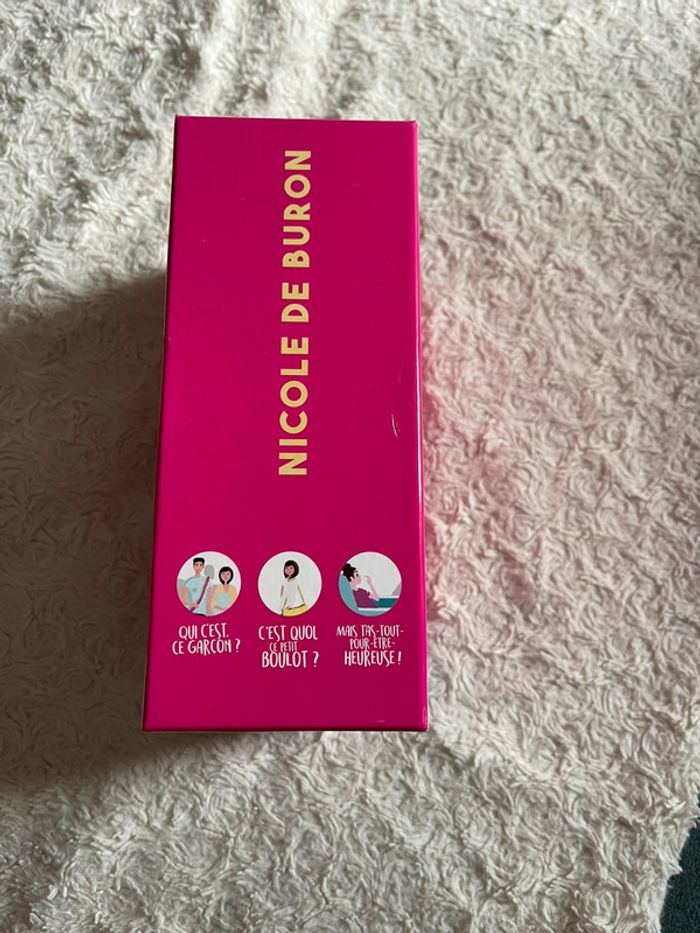 NICOLE DE BURON
QUI C'EST,
CE GARÇON ?
C'EST QUOI
CE PETIT
BOULOT ?
MAIS T'AS-TOUT-
POUR-ÊTRE-
HEUREUSE !